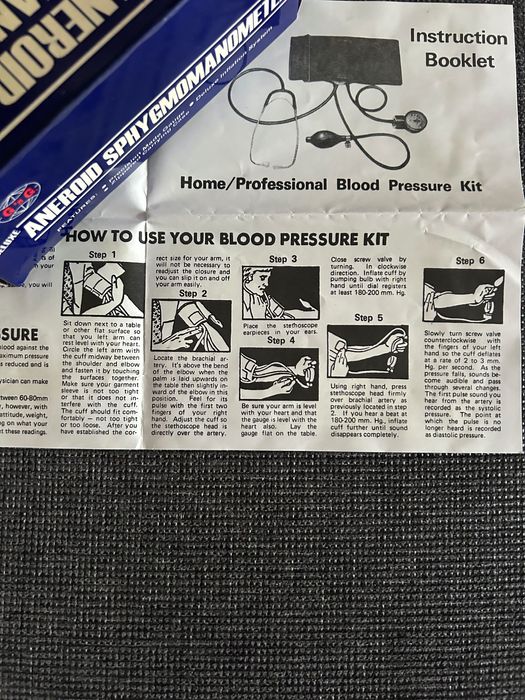 ANEROID
ANEROID SPHYGMOMANOMETE
FEATURES: • Precision Made Gauge • Deluxe Inflation System
• Zippered Carrying Case
Instruction
Booklet
Home/Professional Blood Pressure Kit
HOW TO USE YOUR BLOOD PRESSURE KIT
Step 1
Sit down next to a table
or other flat surface so
that you left arm can
rest level with your heart.
Circle the left arm with
the cuff midway between
the shoulder and elbow
and fasten it by touching
the surfaces together.
Make sure your garment
sleeve is not too tight
or that it does not in-
terfere with the cuff.
The cuff should fit com-
fortably — not too tight
or too loose. After you
have established the cor-
rect size for your arm, it
will not be necessary to
readjust the closure and
you can slip it on and off
your arm easily.
Step 2
Locate the brachial ar-
tery. It's above the bend
of the elbow when the
palm is laid upwards on
the table then slightly in-
ward of the elbow in this
position. Feel for its
pulse with the first two
fingers of your right
hand. Adjust the cuff so
the stethoscope head is
directly over the artery.
Step 3
Place the stethoscope
earpieces in your ears.
Step 4
Be sure your arm is level
with your heart and that
the gauge is level with the
heart also. Lay the
gauge flat on the table.
Close screw valve by
turning. In clockwise
direction. Inflate cuff by
pumping bulb with right
hand until dial registers
at least 180-200 mm. Hg.
Step 5
Using right hand, press
stethoscope head firmly
over brachial artery as
previously located in step
2. If you hear a beat at
180-200 mm. Hg., inflate
cuff further until sound
disappears completely.
Step 6
Slowly turn screw valve
counterclockwise with
the fingers of your left
hand so the cuff deflates
at a rate of 2 to 3 mm.
Hg. per second. As the
pressure falls, sounds be-
come audible and pass
through several changes.
The first pulse sound you
hear from the artery is
recorded as the systolic
pressure. The point at
which the pulse is no
longer heard is recorded
as diastolic pressure.
you will
SSURE
blood against the
maximum pressure
s reduced and is
ysician can make
between 60-80mm
, however, with
attitude, weight,
ng on what your
t these readings.